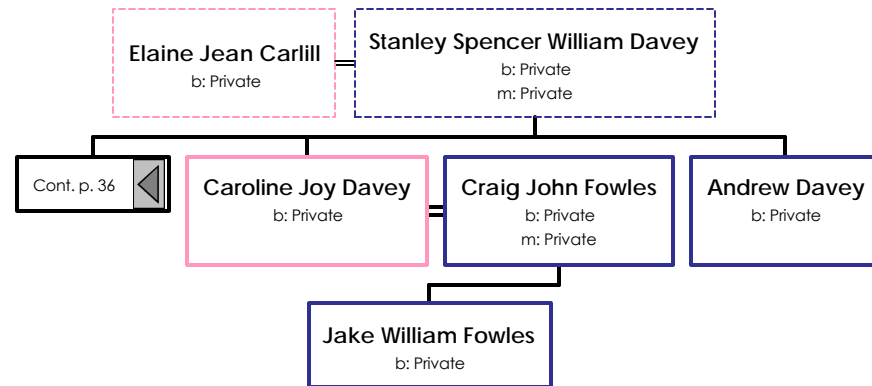 Elaine Jean Carlill
b: Private
Stanley Spencer William Davey
b: Private
m: Private
Cont. p. 36
Caroline Joy Davey
b: Private
Craig John Fowles
b: Private
m: Private
Andrew Davey
b: Private
Jake William Fowles
b: Private